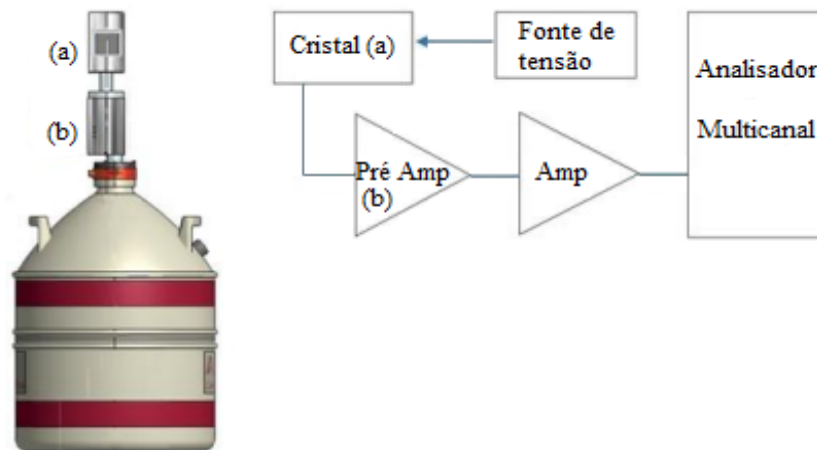 (a)
(b)
Cristal (a)
Fonte de
tensão
Pré Amp
(b)
Amp
Analisador
Multicanal